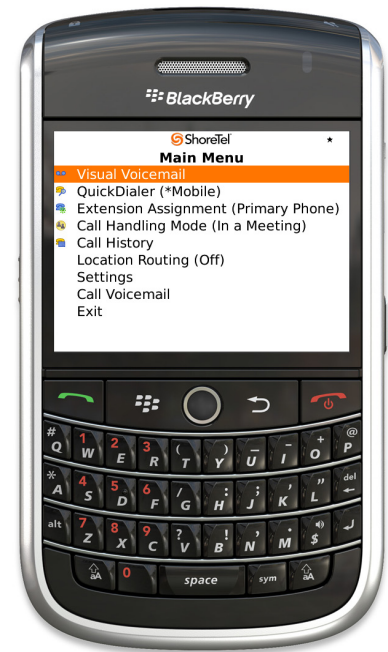 BlackBerry
ShoreTel
Main Menu
Visual Voicemail
QuickDialer (*Mobile)
Extension Assignment (Primary Phone)
Call Handling Mode (In a Meeting)
Call History
Location Routing (Off)
Settings
Call Voicemail
Exit
# Q 1 W 2 E 3 R ( T ) Y _ U - I + O @ P
* A 4 S 5 D 6 F / G : H ; J ' K " L del
alt 7 Z 8 X 9 C ? V ! B , N . M $
aA 0 space sym aA